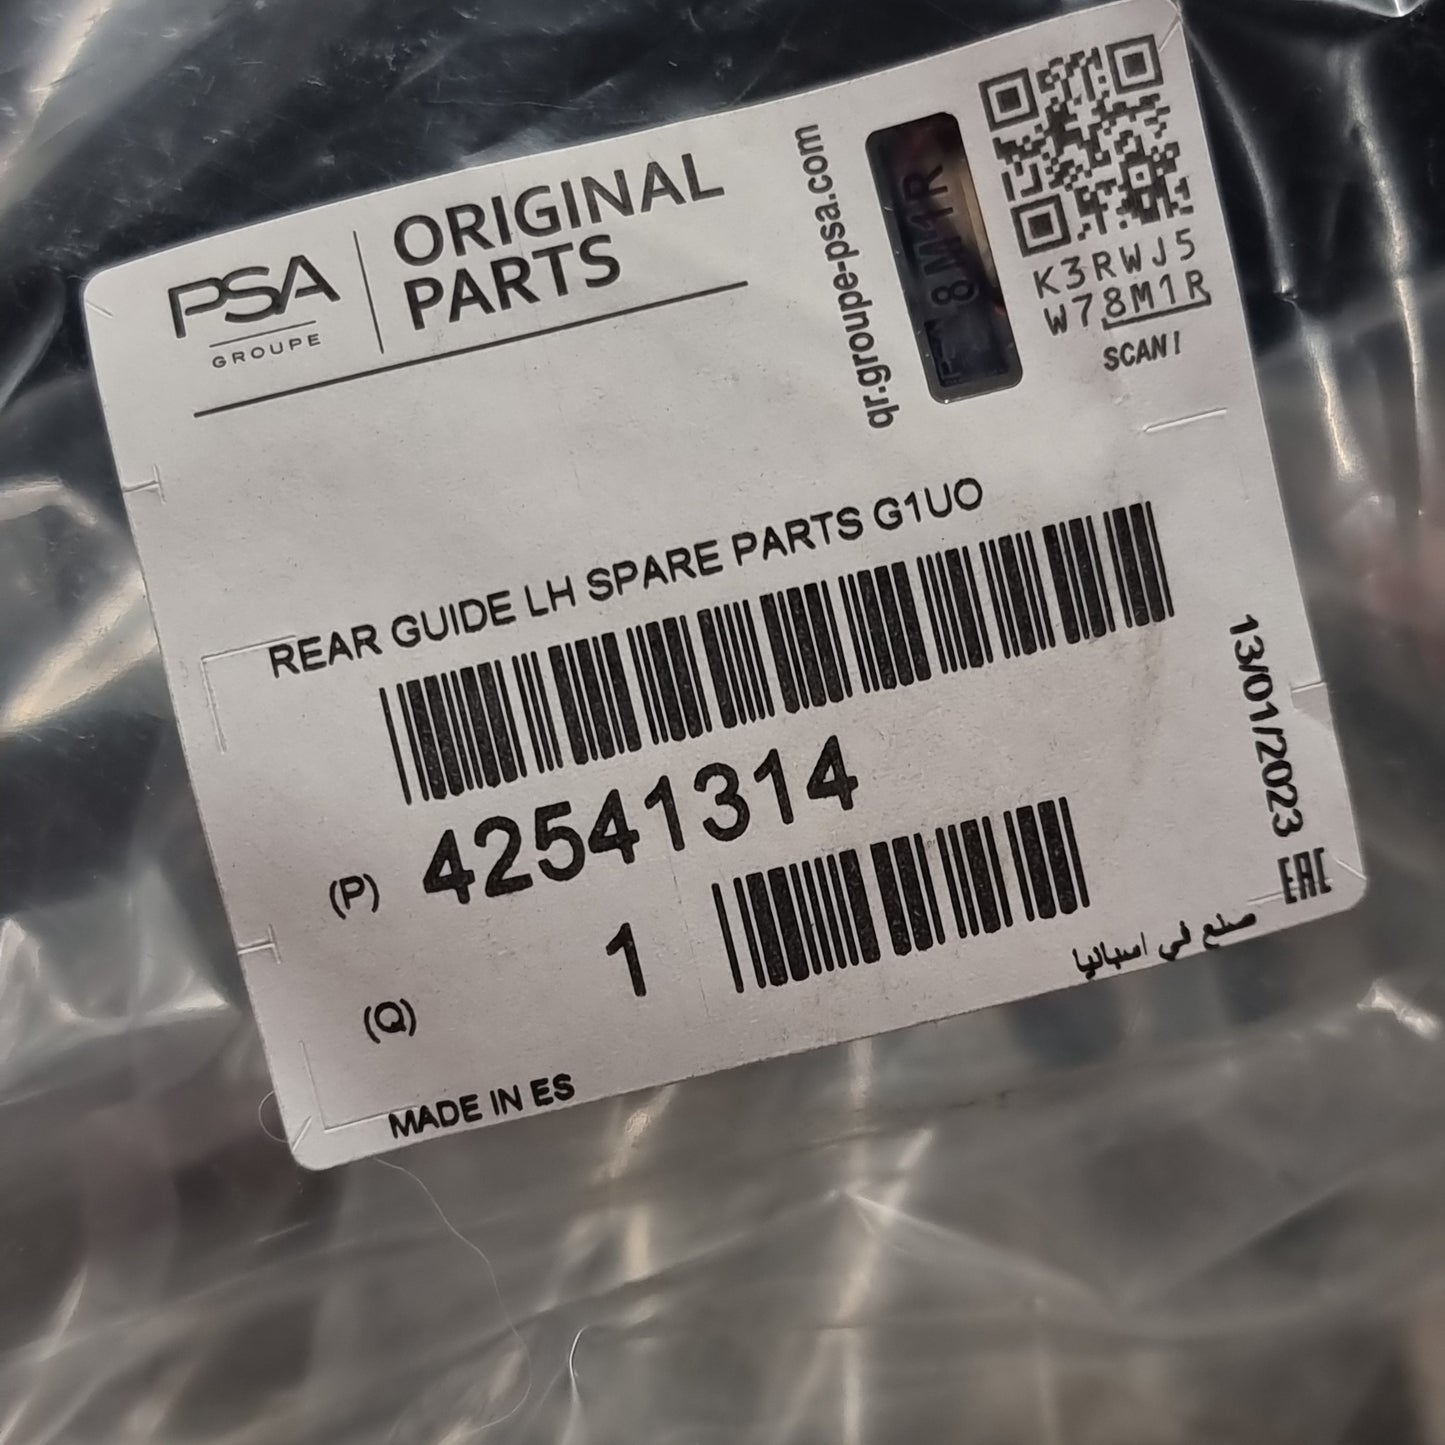 PSA
GROUPE
ORIGINAL
PARTS
qr.groupe-psa.com
8M1R
K3RWJ5
W78M1R
SCAN!
REAR GUIDE LH SPARE PARTS G1UO
(P) 42541314
(Q) 1
13/01/2023
EAC
MADE IN ES
صنع في اسبانيا